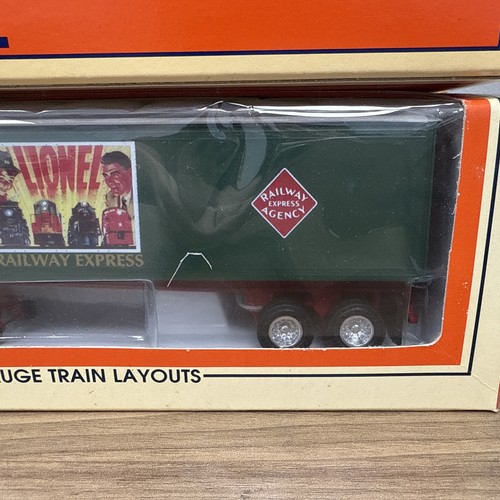 LIONEL
RAILWAY
EXPRESS
AGENCY
RAILWAY EXPRESS
UGE TRAIN LAYOUTS